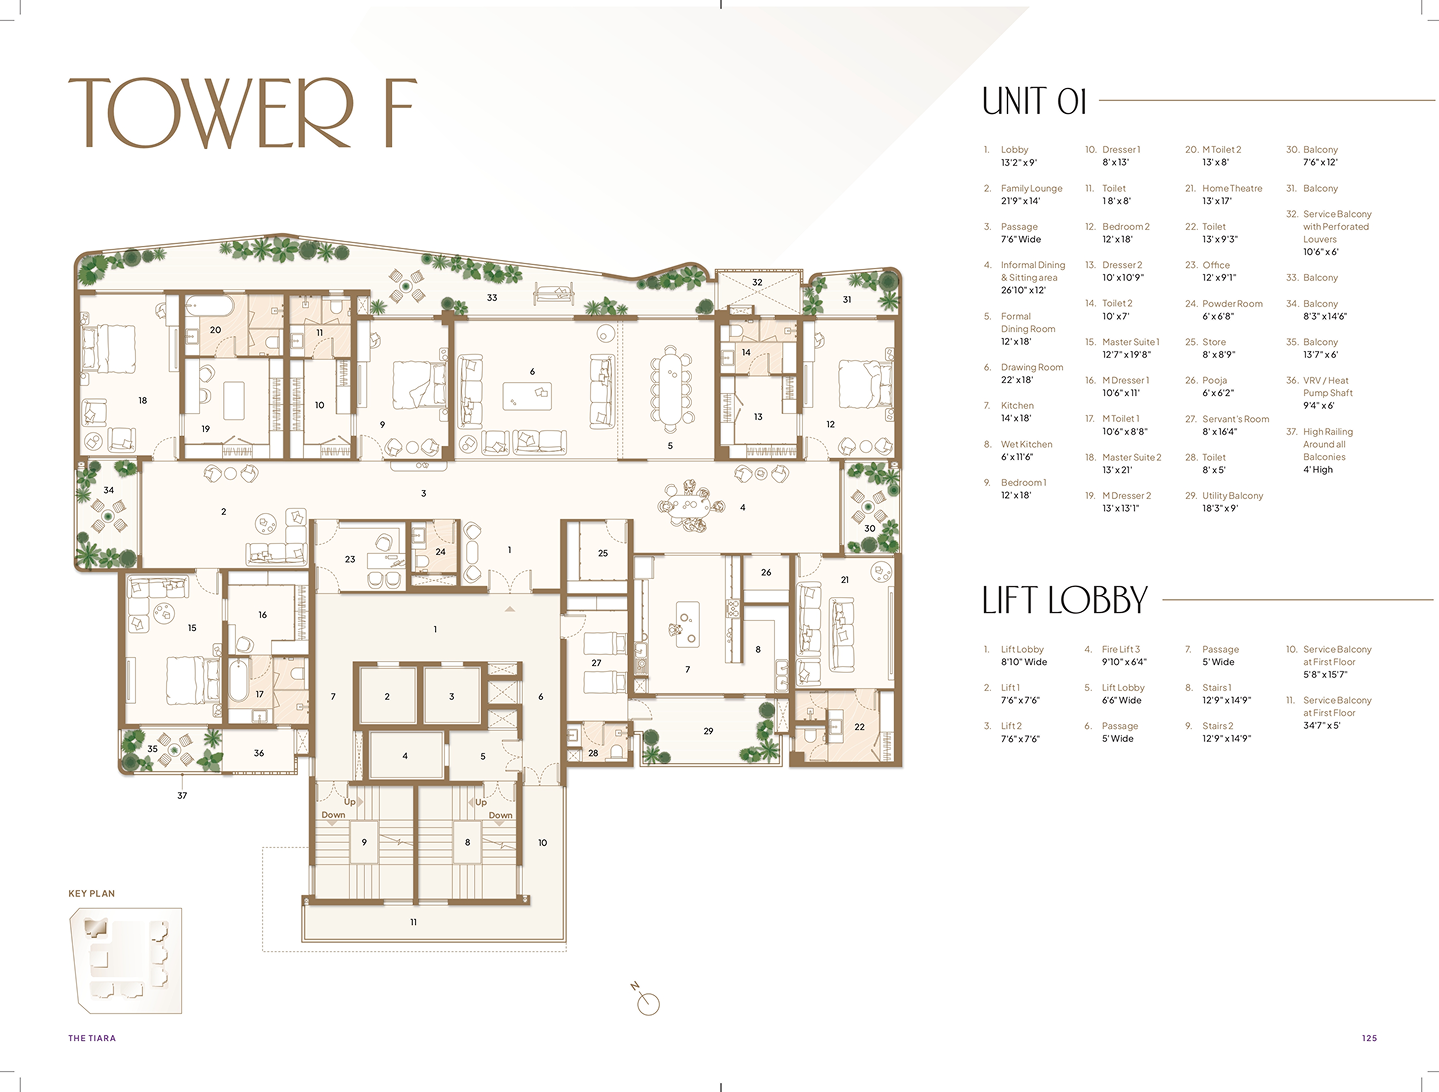 TOWER F
UNIT 01
1. Lobby
13'2" x 9'
2. Family Lounge
21'9" x 14'
3. Passage
7'6" Wide
4. Informal Dining
& Sitting area
26'10" x 12'
5. Formal
Dining Room
12' x 18'
6. Drawing Room
22' x 18'
7. Kitchen
14' x 18'
8. Wet Kitchen
6' x 11'6"
9. Bedroom 1
12' x 18'
10. Dresser 1
8' x 13'
11. Toilet
1 8' x 8'
12. Bedroom 2
12' x 18'
13. Dresser 2
10' x 10'9"
14. Toilet 2
10' x 7'
15. Master Suite 1
12'7" x 19'8"
16. M Dresser 1
10'6" x 11'
17. M Toilet 1
10'6" x 8'8"
18. Master Suite 2
13' x 21'
19. M Dresser 2
13' x 13'1"
20. M Toilet 2
13' x 8'
21. Home Theatre
13' x 17'
22. Toilet
13' x 9'3"
23. Office
12' x 9'1"
24. Powder Room
6' x 6'8"
25. Store
8' x 8'9"
26. Pooja
6' x 6'2"
27. Servant's Room
8' x 16'4"
28. Toilet
8' x 5'
29. Utility Balcony
18'3" x 9'
30. Balcony
7'6" x 12'
31. Balcony
32. Service Balcony
with Perforated
Louvers
10'6" x 6'
33. Balcony
34. Balcony
8'3" x 14'6"
35. Balcony
13'7" x 6'
36. VRV / Heat
Pump Shaft
9'4" x 6'
37. High Railing
Around all
Balconies
4' High
LIFT LOBBY
1. Lift Lobby
8'10" Wide
2. Lift 1
7'6" x 7'6"
3. Lift 2
7'6" x 7'6"
4. Fire Lift 3
9'10" x 6'4"
5. Lift Lobby
6'6" Wide
6. Passage
5' Wide
7. Passage
5' Wide
8. Stairs 1
12'9" x 14'9"
9. Stairs 2
12'9" x 14'9"
10. Service Balcony
at First Floor
5'8" x 15'7"
11. Service Balcony
at First Floor
34'7" x 5'
32
33
31
20
11
14
6
18
10
13
19
9
12
5
34
3
2
4
30
1
24
23
25
26
21
16
15
1
8
27
7
17
7
2
3
6
22
29
35
36
4
5
28
37
Up
Up
Down
Down
9
8
10
11
KEY PLAN
N
THE TIARA
125